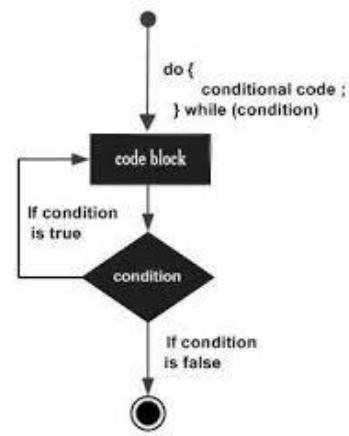 do {
conditional code ;
} while (condition)
code block
If condition
is true
condition
If condition
is false